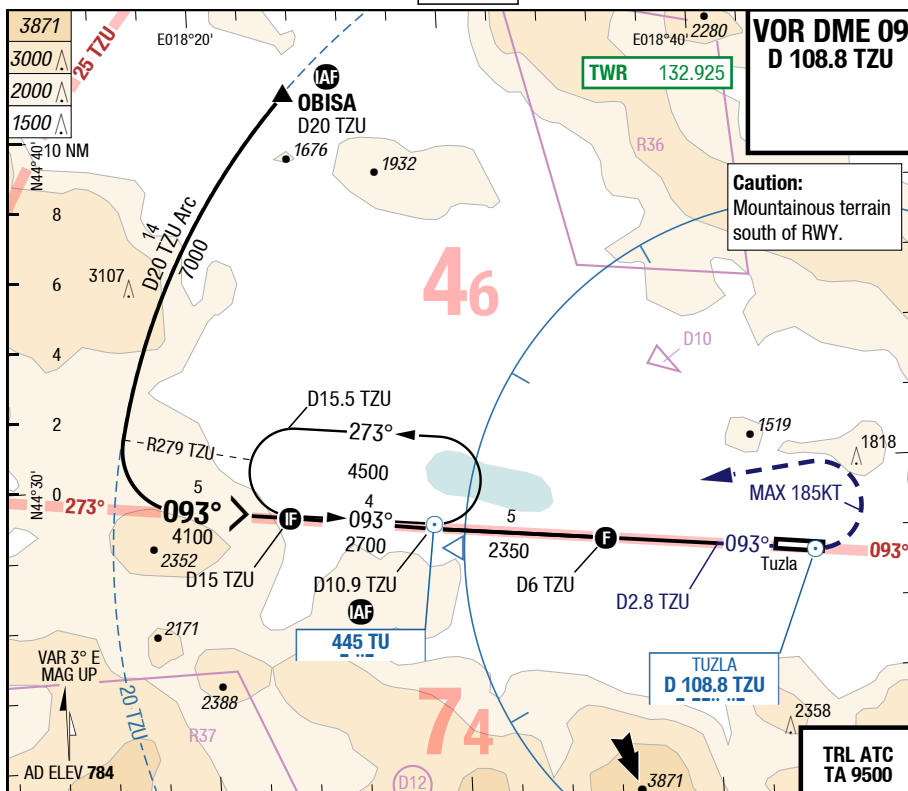 3871
3000
2000
1500
25 TZU
E018°20'
E018°40'
2280
VOR DME 09
D 108.8 TZU
TWR 132.925
IAF
OBISA
D20 TZU
1676
1932
R36
N44°40'
10 NM
8
6
4
2
0
N44°30'
Caution:
Mountainous terrain
south of RWY.
14
D20 TZU Arc
7000
3107
46
D10
D15.5 TZU
273°
4500
R279 TZU
1519
1818
MAX 185KT
273°
5
093°
4100
IF
4
093°
2700
5
2350
F
093°
Tuzla
093°
2352
D15 TZU
D10.9 TZU
IAF
D6 TZU
D2.8 TZU
445 TU
2171
TUZLA
D 108.8 TZU
VAR 3° E
MAG UP
20 TZU
2388
R37
74
2358
AD ELEV 784
D12
3871
TRL ATC
TA 9500